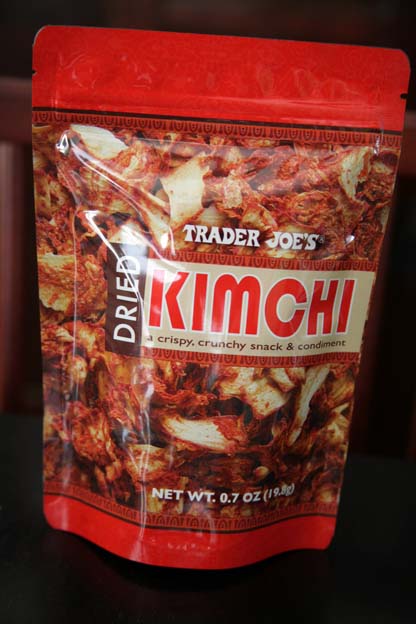 TRADER JOE'S®
DRIED
KIMCHI
a crispy, crunchy snack & condiment
NET WT. 0.7 OZ (19.8g)